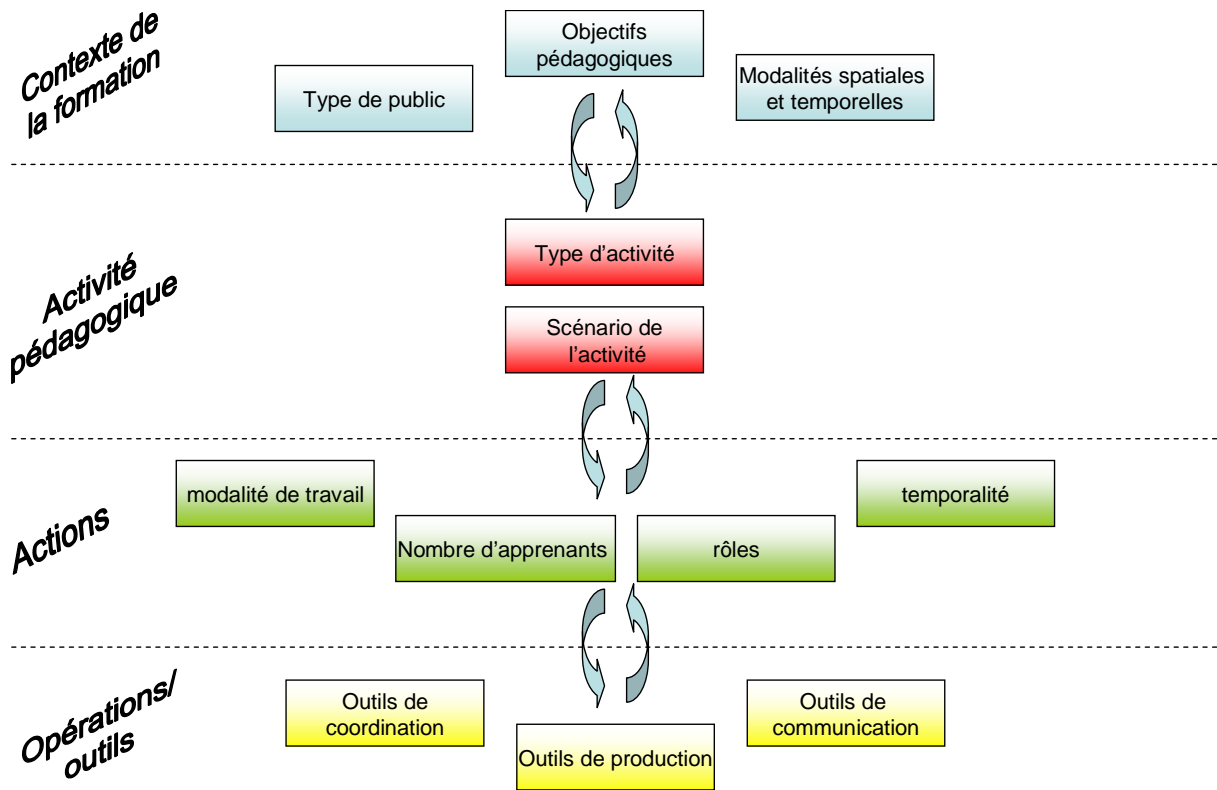 Contexte de
la formation
Objectifs
pédagogiques
Type de public
Modalités spatiales
et temporelles
Activité
pédagogique
Type d'activité
Scénario de
l'activité
Actions
modalité de travail
Nombre d'apprenants
rôles
temporalité
Opérations/
outils
Outils de
coordination
Outils de production
Outils de
communication